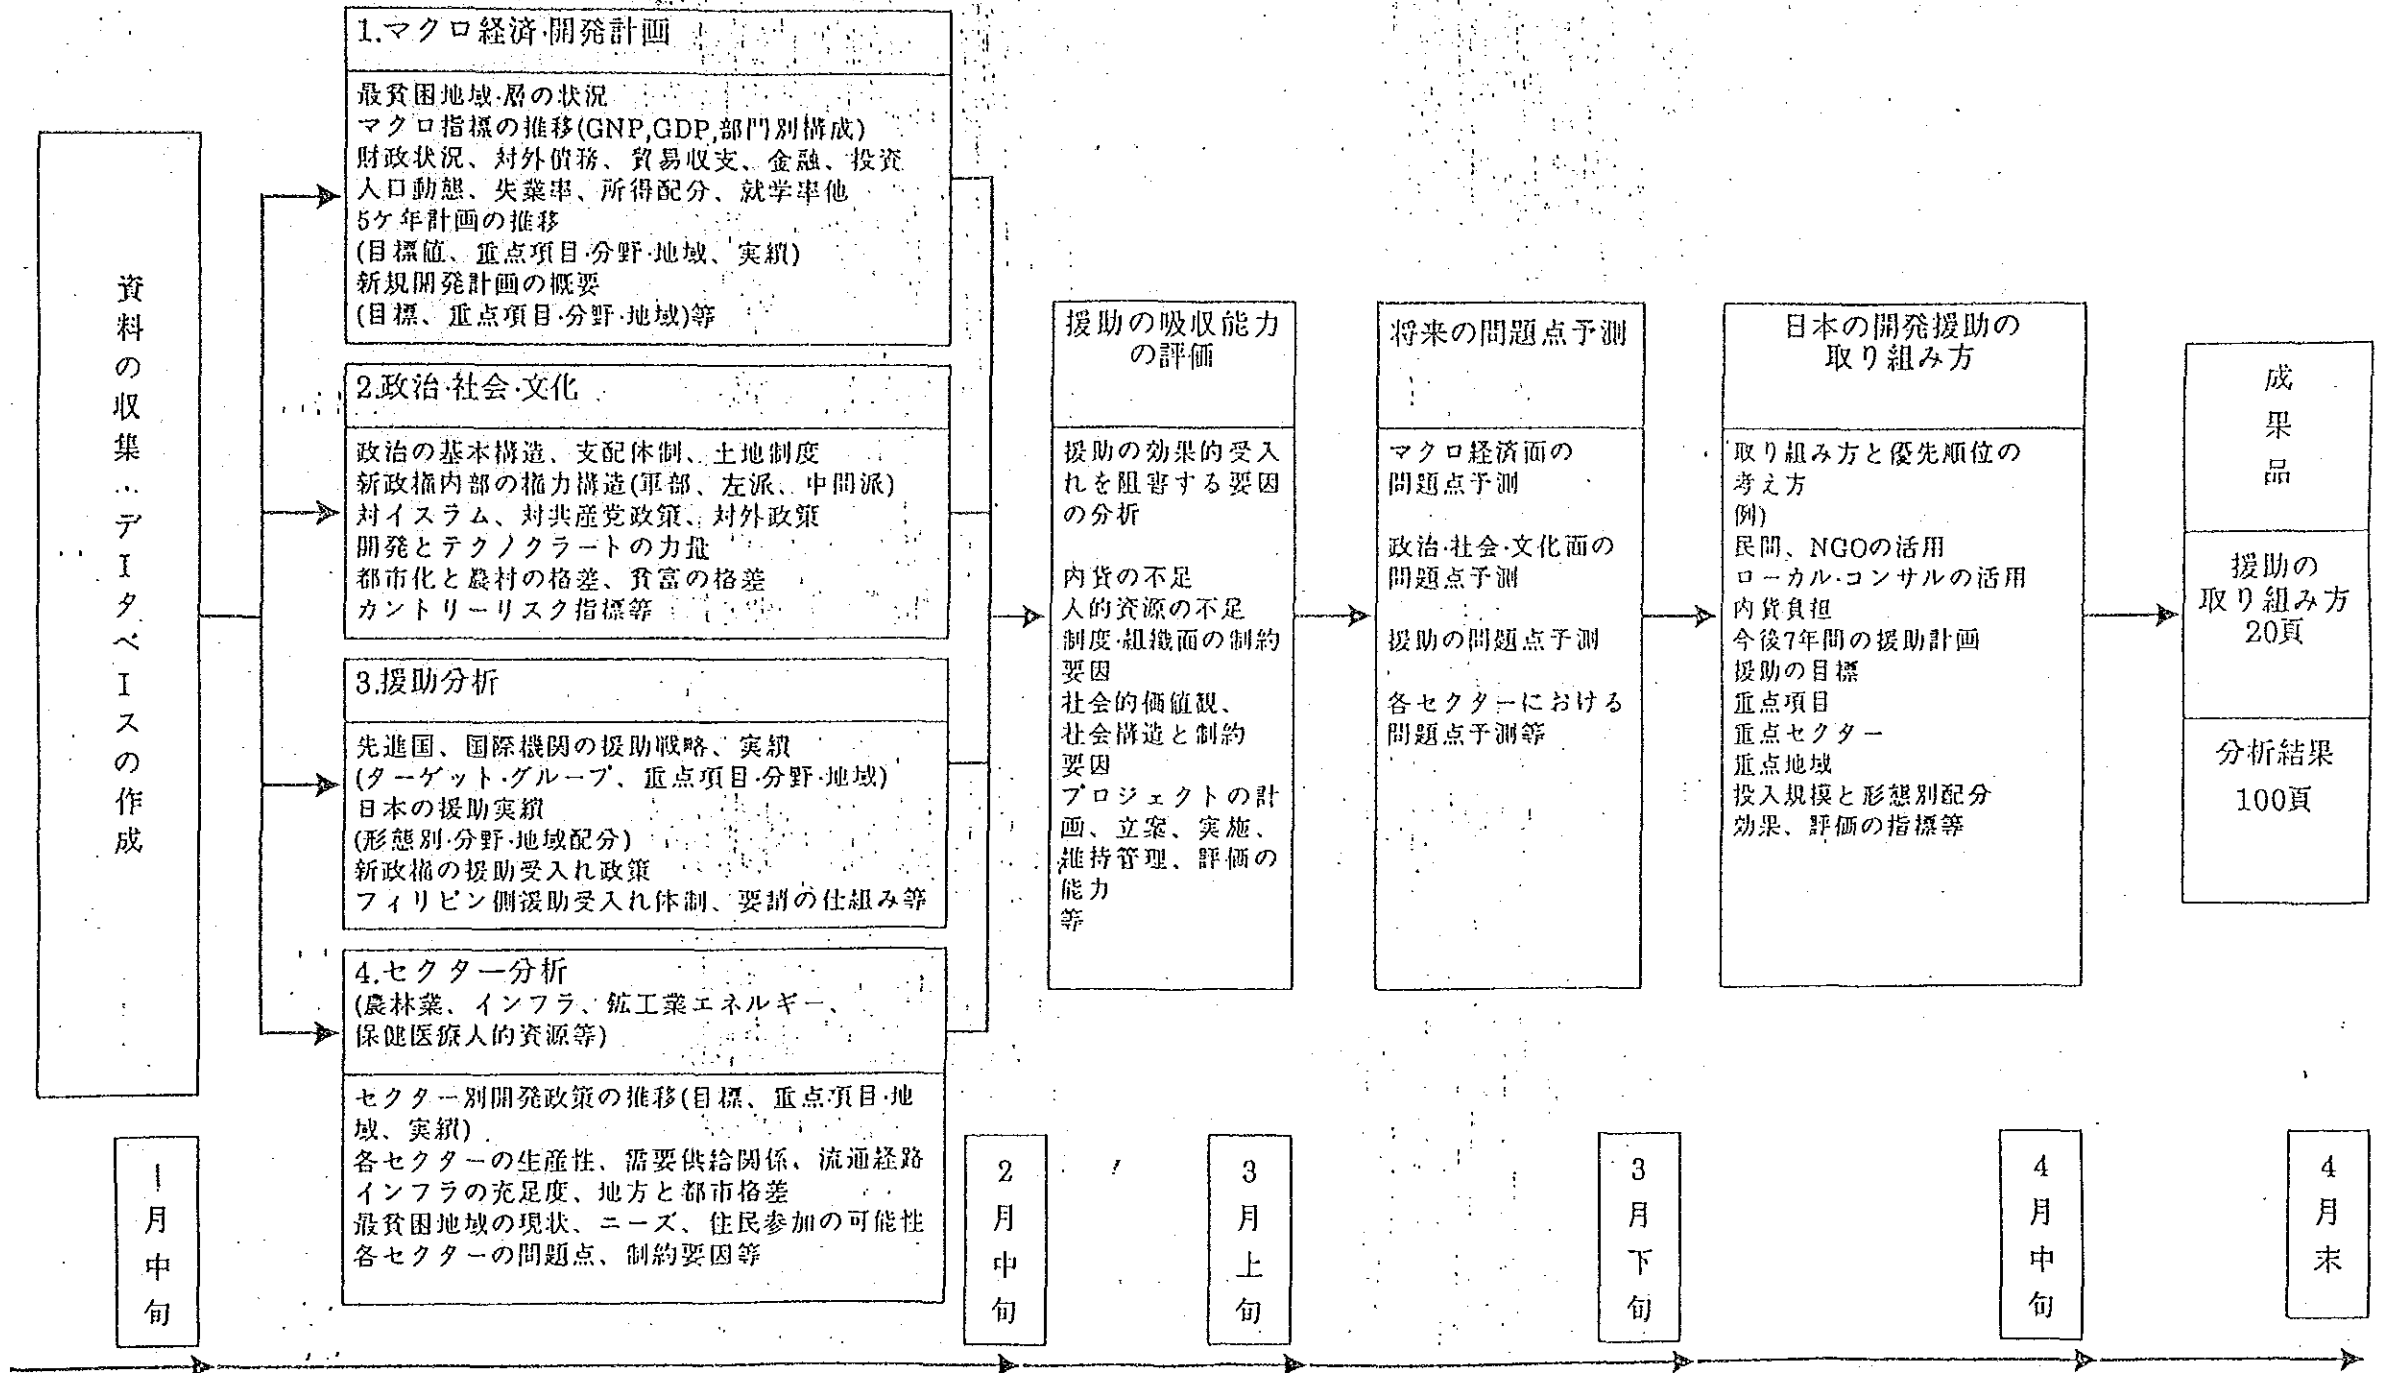 資料の収集・データベースの作成
1.マクロ経済・開発計画
最貧困地域・層の状況
マクロ指標の推移(GNP,GDP,部門別構成)
財政状況、対外債務、貿易収支、金融、投資
人口動態、失業率、所得配分、就学率他
5ケ年計画の推移
(目標値、重点項目・分野・地域、実績)
新規開発計画の概要
(目標、重点項目・分野・地域)等
2.政治・社会・文化
政治の基本構造、支配体制、土地制度
新政権内部の権力構造(軍部、左派、中間派)
対イスラム、対共産党政策、対外政策
開発とテクノクラートの力量
都市化と農村の格差、貧富の格差
カントリーリスク指標等
3.援助分析
先進国、国際機関の援助戦略、実績
(ターゲット・グループ、重点項目・分野・地域)
日本の援助実績
(形態別・分野・地域配分)
新政権の援助受入れ政策
フィリピン側援助受入れ体制、要請の仕組み等
4.セクター分析
(農林業、インフラ、鉱工業エネルギー、
保健医療人的資源等)
セクター別開発政策の推移(目標、重点項目・地
域、実績)
各セクターの生産性、需要供給関係、流通経路
インフラの充足度、地方と都市格差
最貧困地域の現状、ニーズ、住民参加の可能性
各セクターの問題点、制約要因等
援助の吸収能力
の評価
援助の効果的受入
れを阻害する要因
の分析
内貨の不足
人的資源の不足
制度・組織面の制約
要因
社会的価値観、
社会構造と制約
要因
プロジェクトの計
画、立案、実施、
維持管理、評価の
能力
等
将来の問題点予測
マクロ経済面の
問題点予測
政治・社会・文化面の
問題点予測
援助の問題点予測
各セクターにおける
問題点予測等
日本の開発援助の
取り組み方
取り組み方と優先順位の
考え方
例)
民間、NGOの活用
ローカル・コンサルの活用
内貨負担
今後7年間の援助計画
援助の目標
重点項目
重点セクター
重点地域
投入規模と形態別配分
効果、評価の指標等
成果品
援助の
取り組み方
20頁
分析結果
100頁
1月中旬
2月中旬
3月上旬
3月下旬
4月中旬
4月末